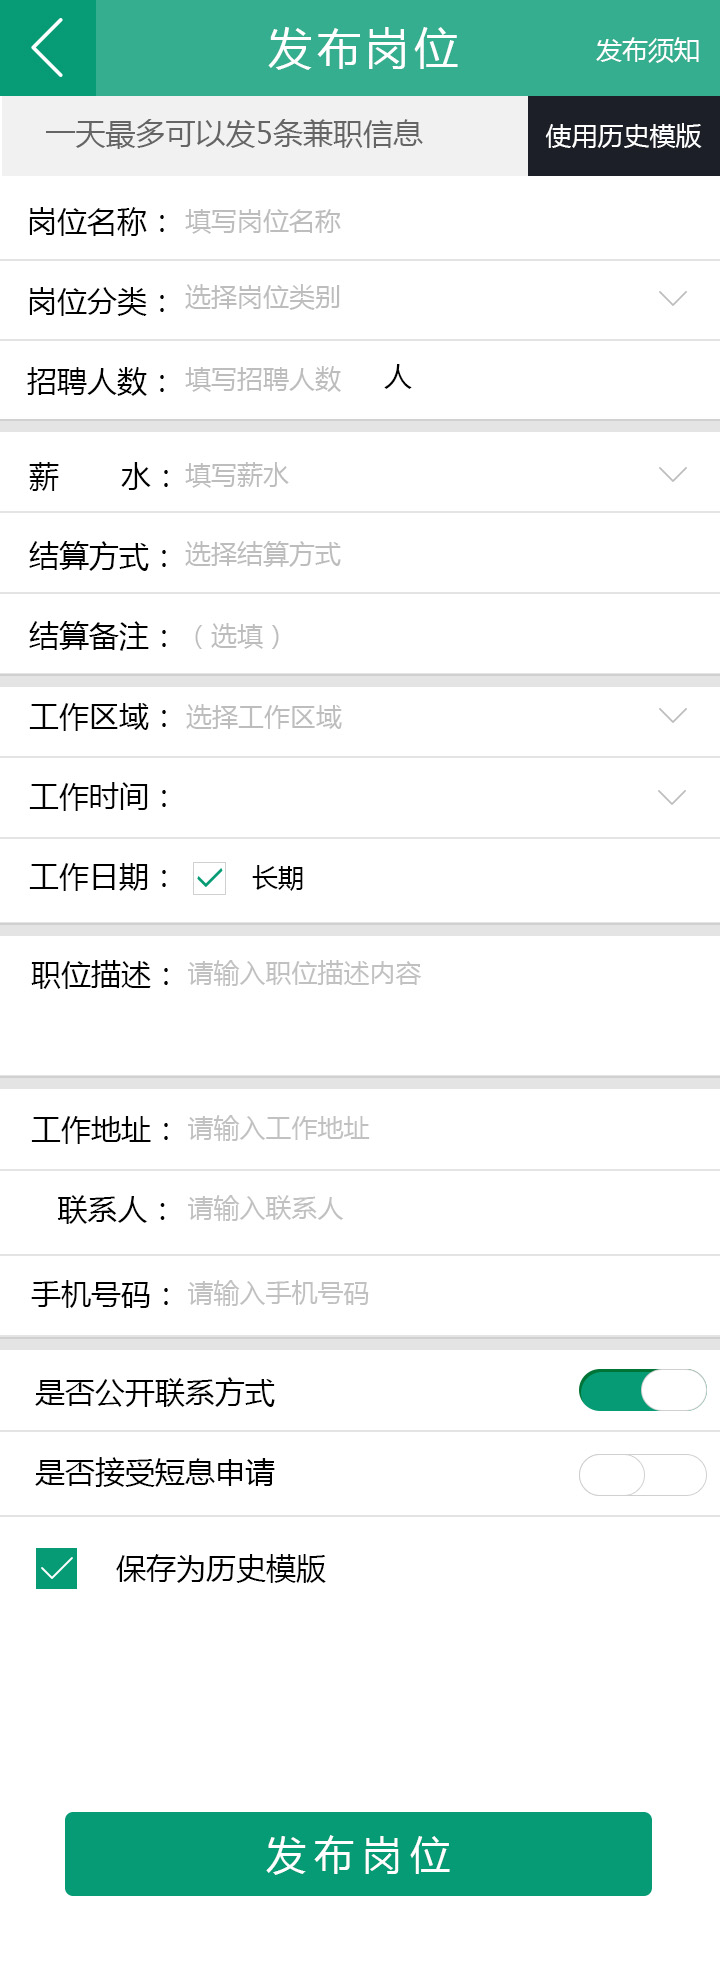 发布岗位 发布须知
一天最多可以发5条兼职信息 使用历史模版
岗位名称： 填写岗位名称
岗位分类： 选择岗位类别
招聘人数： 填写招聘人数 人
薪 水： 填写薪水
结算方式： 选择结算方式
结算备注： （选填）
工作区域： 选择工作区域
工作时间：
工作日期： 长期
职位描述： 请输入职位描述内容
工作地址： 请输入工作地址
联系人： 请输入联系人
手机号码： 请输入手机号码
是否公开联系方式
是否接受短息申请
保存为历史模版
发布岗位